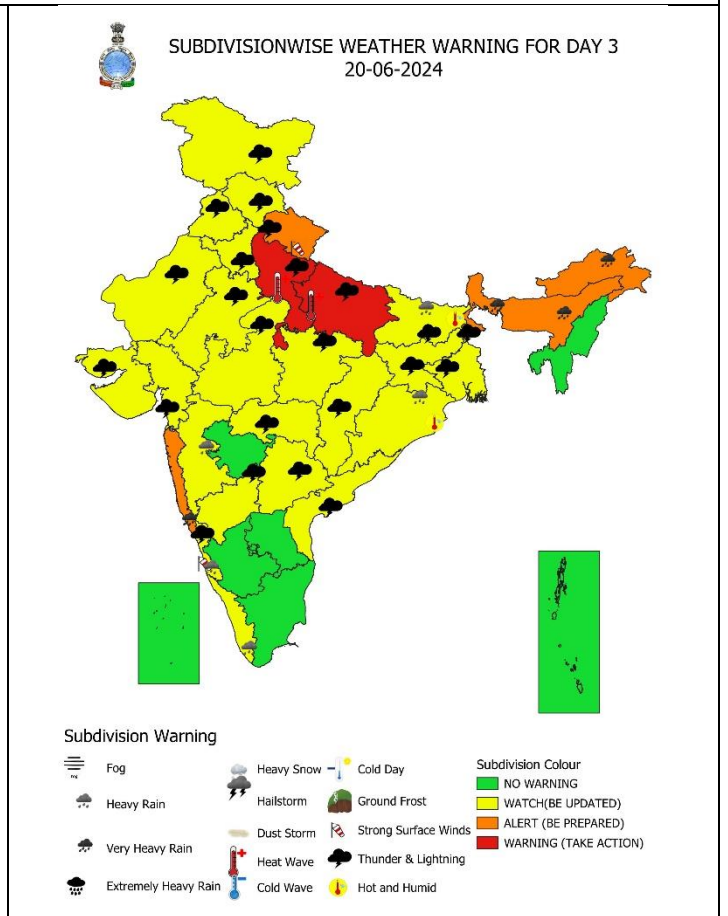 SUBDIVISIONWISE WEATHER WARNING FOR DAY 3
20-06-2024
Subdivision Warning
Fog
Heavy Rain
Very Heavy Rain
Extremely Heavy Rain
Heavy Snow
Hailstorm
Dust Storm
Heat Wave
Cold Wave
Cold Day
Ground Frost
Strong Surface Winds
Thunder & Lightning
Hot and Humid
Subdivision Colour
NO WARNING
WATCH(BE UPDATED)
ALERT (BE PREPARED)
WARNING (TAKE ACTION)